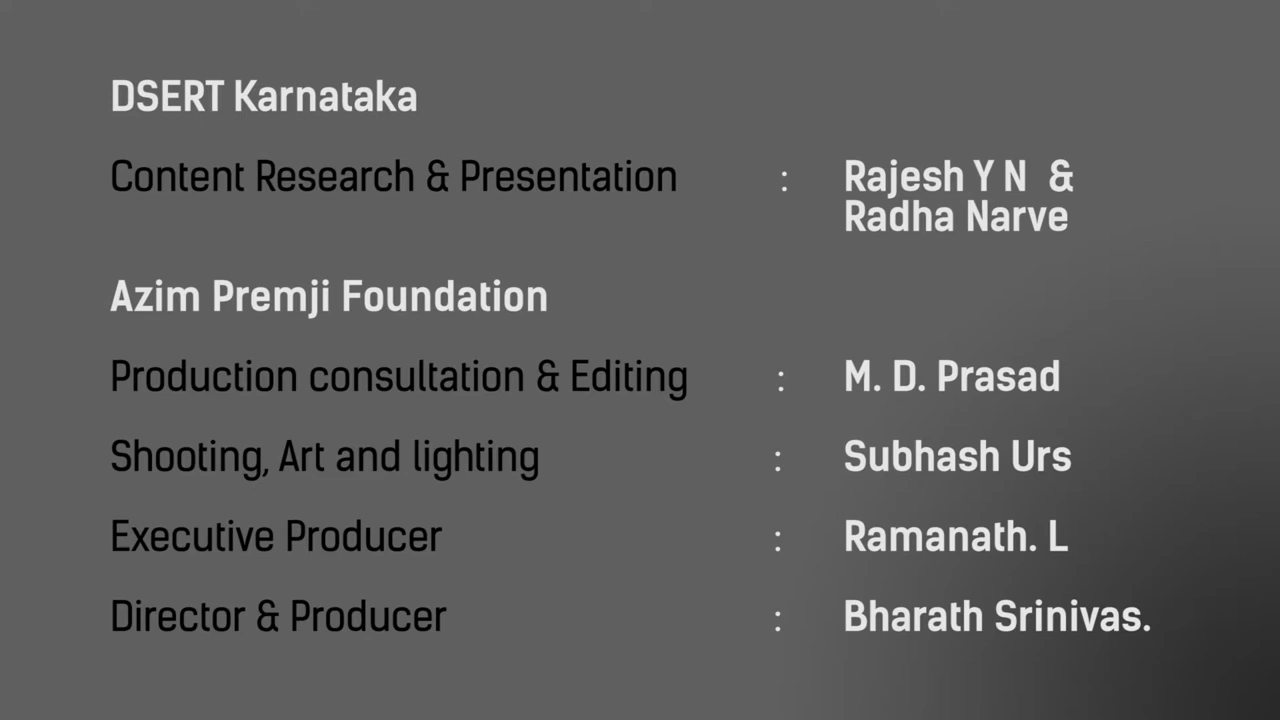 DSERT Karnataka
Content Research & Presentation : Rajesh Y N &
Radha Narve
Azim Premji Foundation
Production consultation & Editing : M. D. Prasad
Shooting, Art and lighting : Subhash Urs
Executive Producer : Ramanath. L
Director & Producer : Bharath Srinivas.